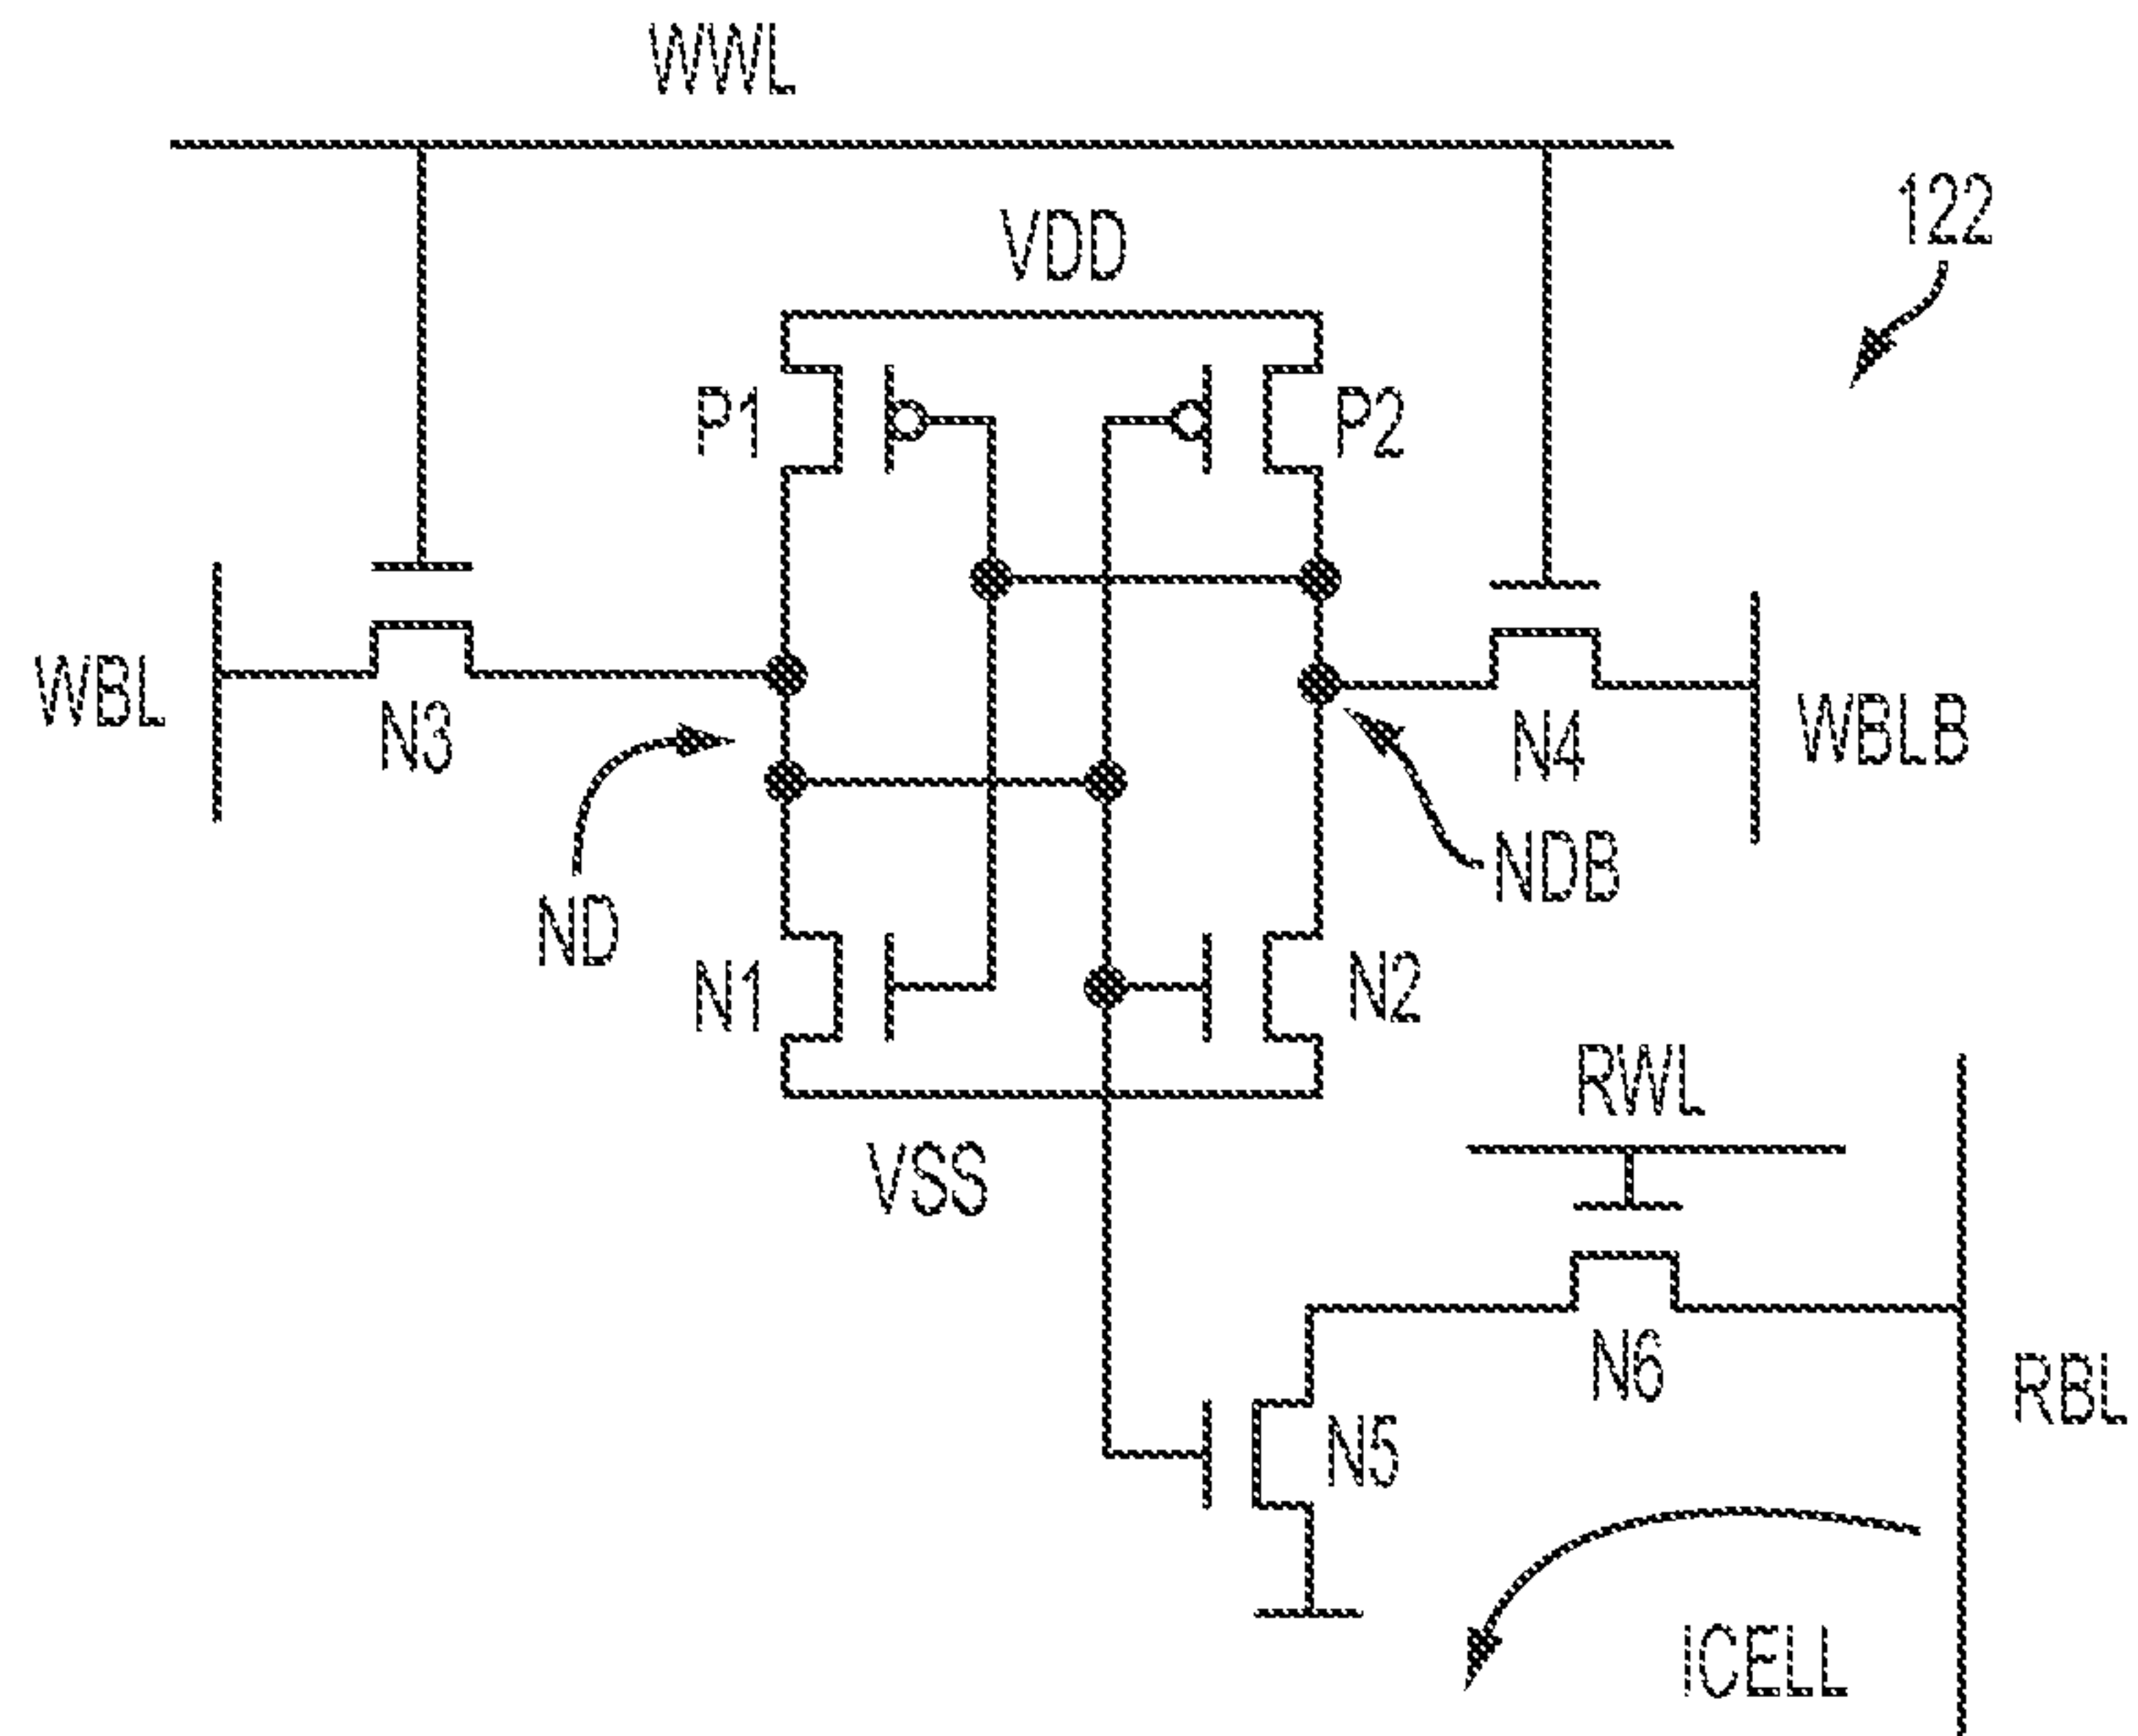 WWL
122
VDD
P1
P2
WBL
N3
N4
WBLB
ND
NDB
N1
N2
RWL
VSS
N6
RBL
N5
ICELL